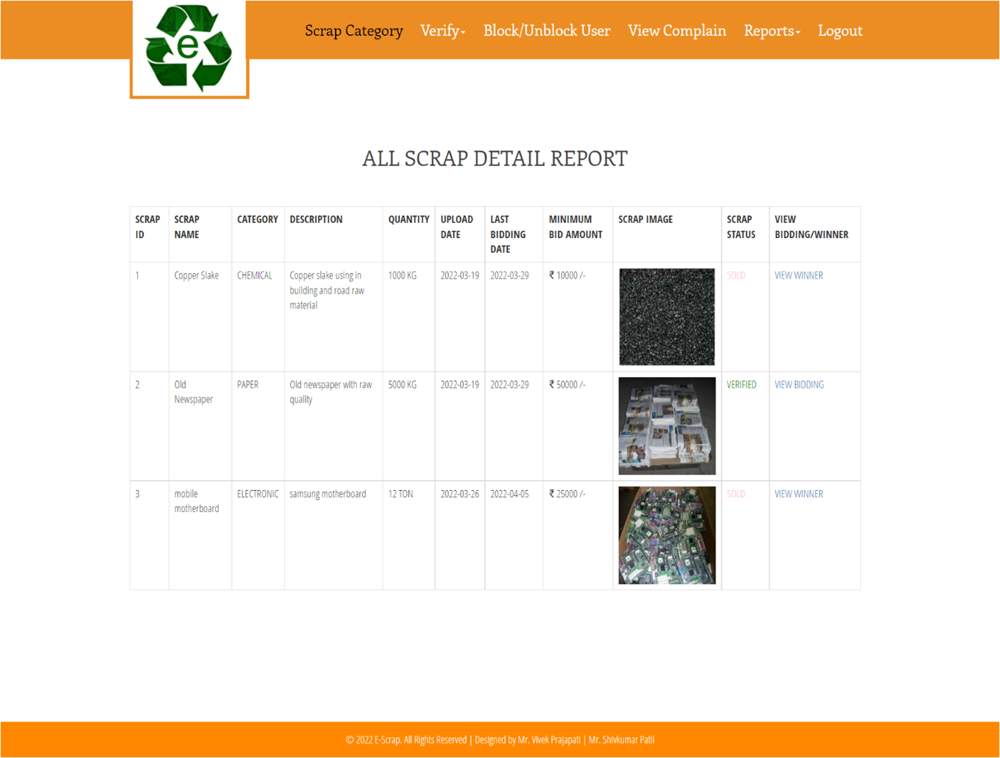 e
Scrap Category Verify Block/Unblock User View Complain Reports Logout
ALL SCRAP DETAIL REPORT
SCRAP ID SCRAP NAME CATEGORY DESCRIPTION QUANTITY UPLOAD DATE LAST BIDDING DATE MINIMUM BID AMOUNT SCRAP IMAGE SCRAP STATUS VIEW BIDDING/WINNER
1 Copper Slake CHEMICAL Copper slake using in building and road raw material 1000 KG 2022-03-19 2022-03-29 ₹ 10000 /- SOLD VIEW WINNER
2 Old Newspaper PAPER Old newspaper with raw quality 5000 KG 2022-03-19 2022-03-29 ₹ 50000 /- VERIFIED VIEW BIDDING
3 mobile motherboard ELECTRONIC samsung motherboard 12 TON 2022-03-26 2022-04-05 ₹ 25000 /- SOLD VIEW WINNER
© 2022 E-Scrap. All Rights Reserved | Designed by Mr. Vivek Prajapati | Mr. Shivkumar Patil